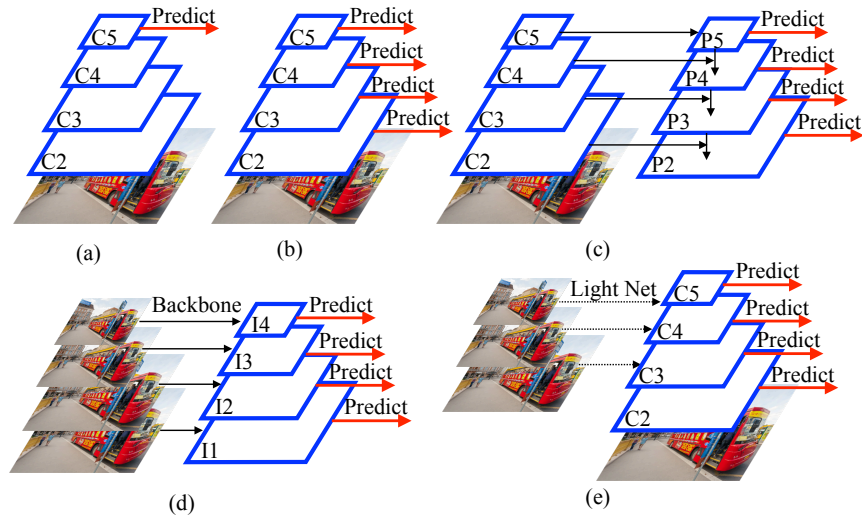 Predict
C5
C4
C3
C2
(a)
Predict
C5
Predict
C4
Predict
C3
Predict
C2
(b)
C5
C4
C3
C2
Predict
P5
Predict
P4
Predict
P3
Predict
P2
(c)
Backbone
Predict
I4
Predict
I3
Predict
I2
Predict
I1
(d)
Light Net
Predict
C5
Predict
C4
Predict
C3
Predict
C2
(e)